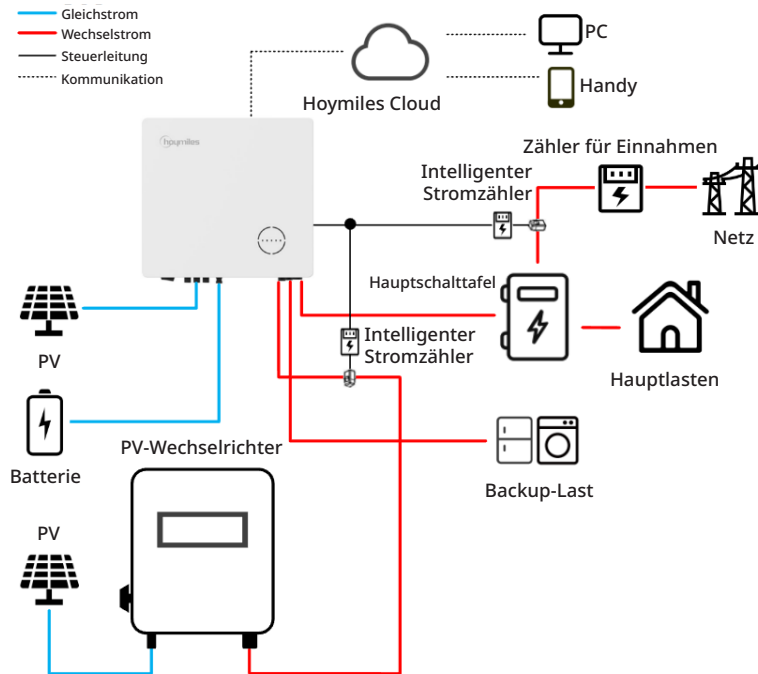 Gleichstrom
Wechselstrom
Steuerleitung
Kommunikation
PC
Handy
Hoymiles Cloud
hoymiles
Zähler für Einnahmen
Intelligenter
Stromzähler
Netz
Hauptschalttafel
PV
Intelligenter
Stromzähler
Hauptlasten
Batterie
PV-Wechselrichter
Backup-Last
PV